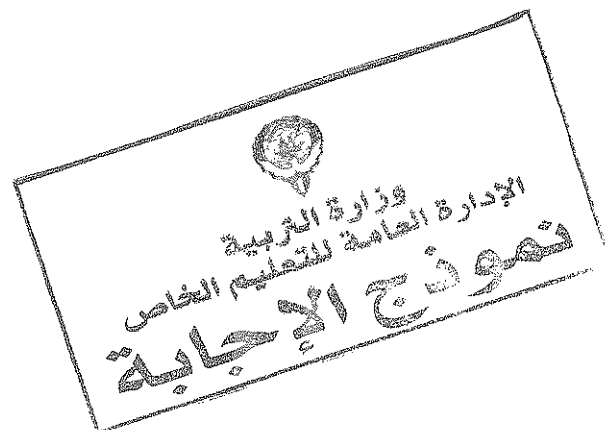 وزارة التربية
الإدارة العامة للتعليم الخاص
نموذج الإجابة